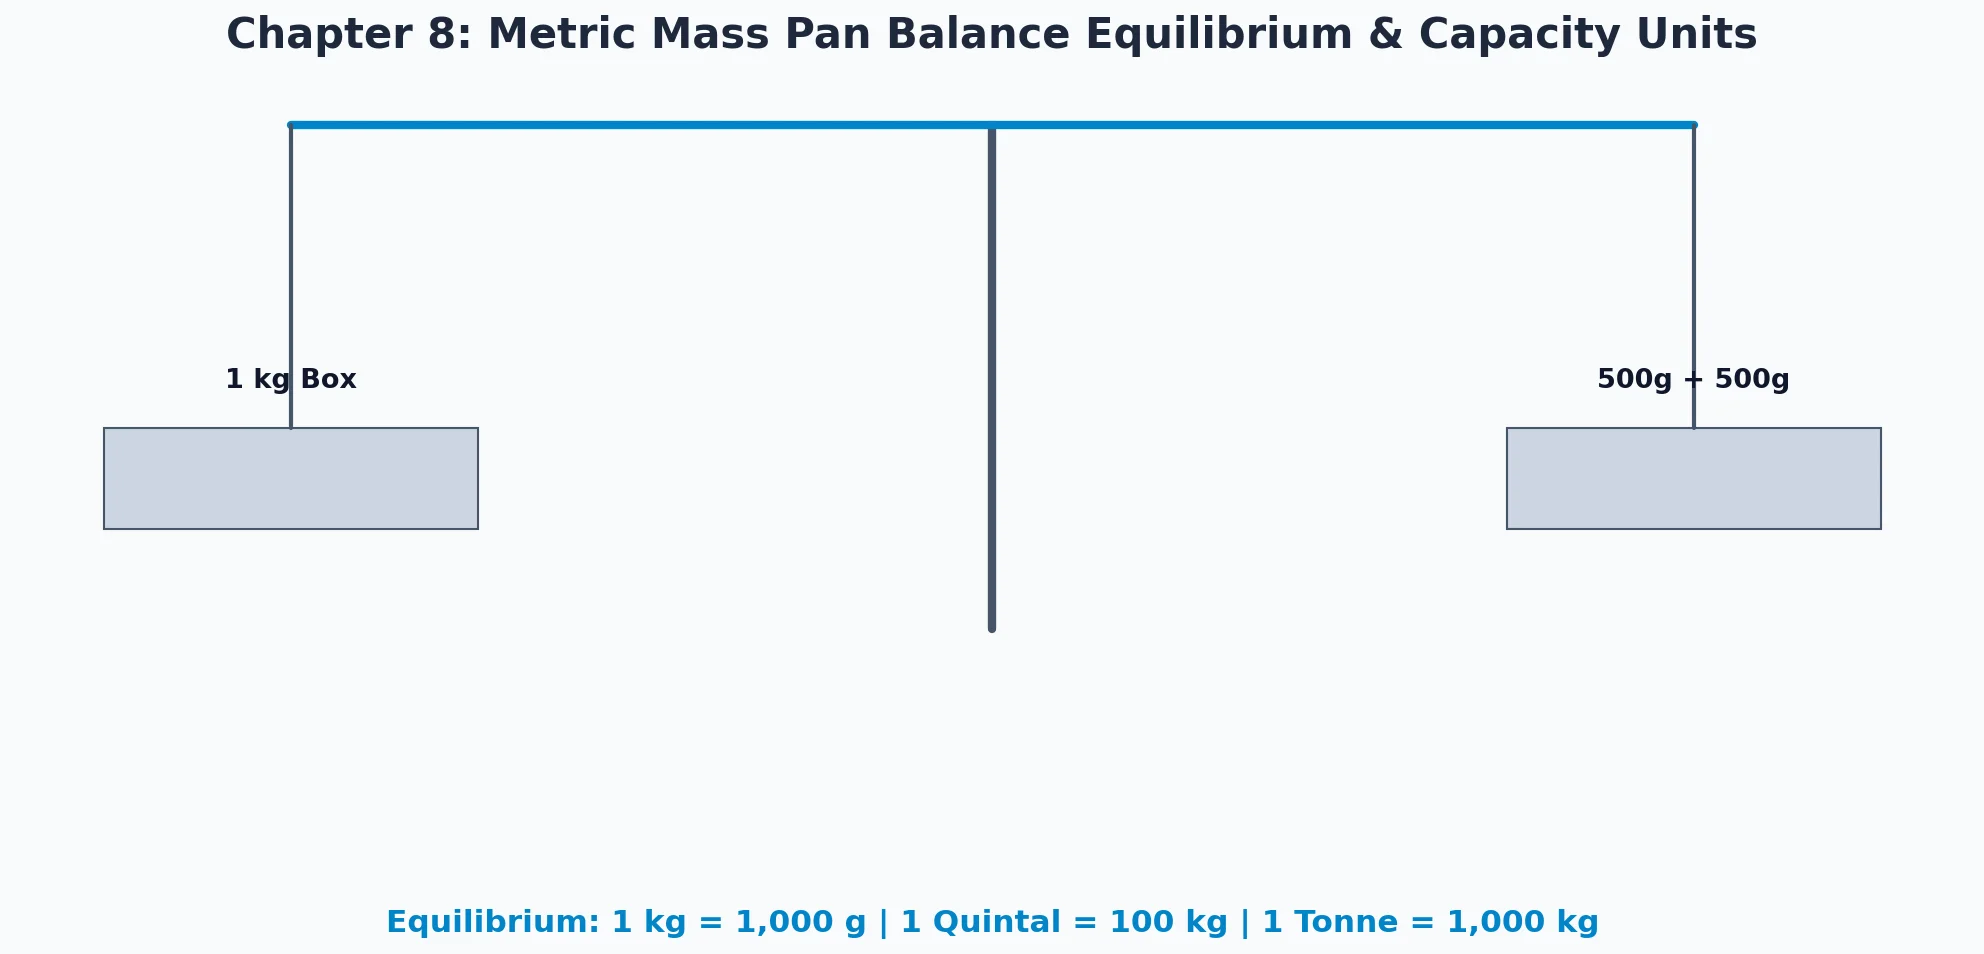 Chapter 8: Metric Mass Pan Balance Equilibrium & Capacity Units
1 kg Box
500g + 500g
Equilibrium: 1 kg = 1,000 g | 1 Quintal = 100 kg | 1 Tonne = 1,000 kg